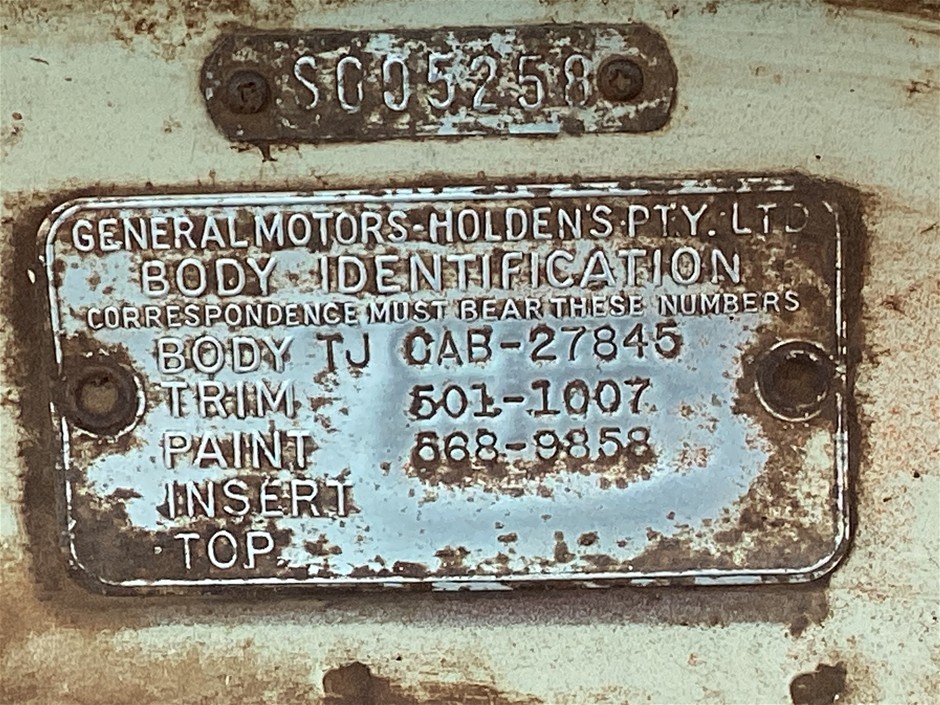 SG05258
GENERAL MOTORS-HOLDEN'S PTY. LTD
BODY IDENTIFICATION
CORRESPONDENCE MUST BEAR THESE NUMBERS
BODY TJ CAB-27845
TRIM 501-1007
PAINT 568-9858
INSERT
TOP